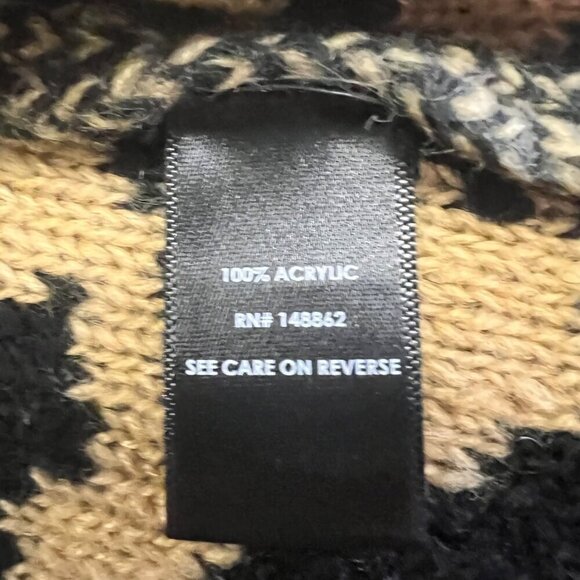 100% ACRYLIC
RN# 148862
SEE CARE ON REVERSE